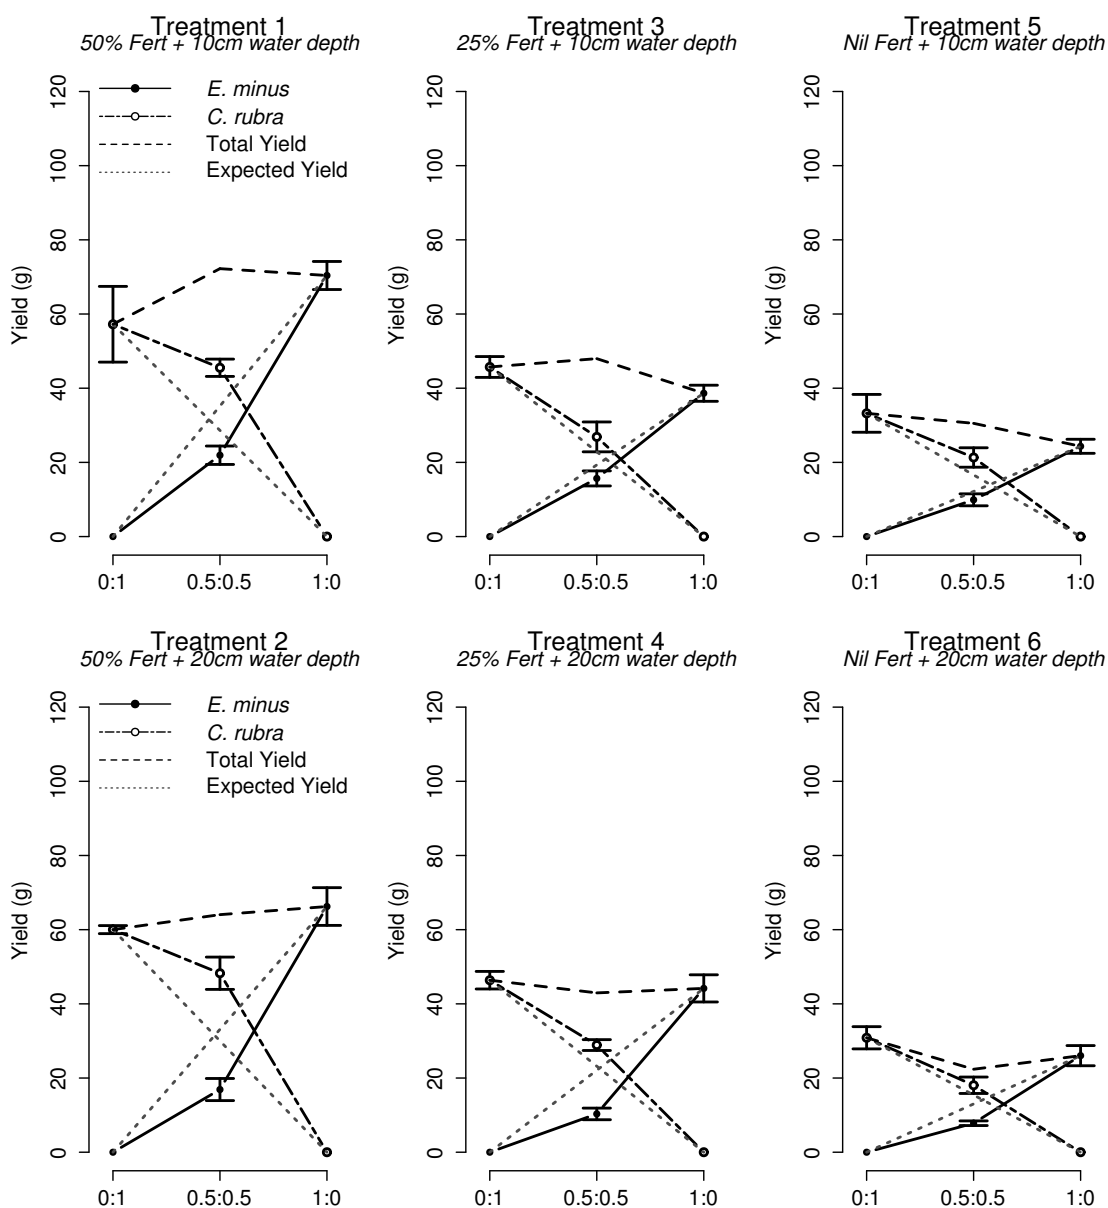 Treatment 1
50% Fert + 10cm water depth
E. minus
C. rubra
Total Yield
Expected Yield
Yield (g)
0 20 40 60 80 100 120
0:1 0.5:0.5 1:0
Treatment 3
25% Fert + 10cm water depth
Yield (g)
0 20 40 60 80 100 120
0:1 0.5:0.5 1:0
Treatment 5
Nil Fert + 10cm water depth
Yield (g)
0 20 40 60 80 100 120
0:1 0.5:0.5 1:0
Treatment 2
50% Fert + 20cm water depth
E. minus
C. rubra
Total Yield
Expected Yield
Yield (g)
0 20 40 60 80 100 120
0:1 0.5:0.5 1:0
Treatment 4
25% Fert + 20cm water depth
Yield (g)
0 20 40 60 80 100 120
0:1 0.5:0.5 1:0
Treatment 6
Nil Fert + 20cm water depth
Yield (g)
0 20 40 60 80 100 120
0:1 0.5:0.5 1:0